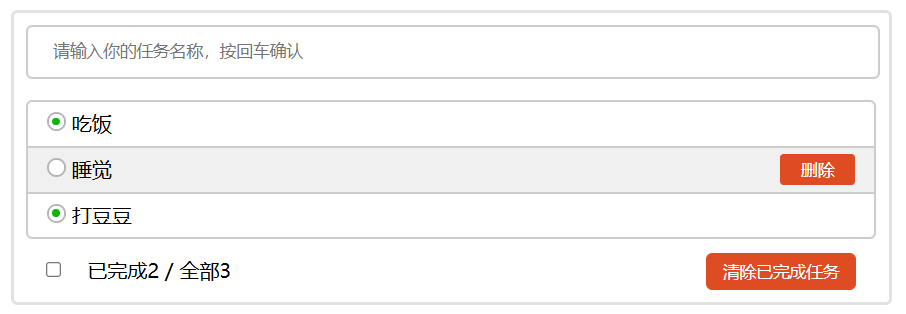 请输入你的任务名称，按回车确认
吃饭
睡觉 删除
打豆豆
已完成2 / 全部3 清除已完成任务